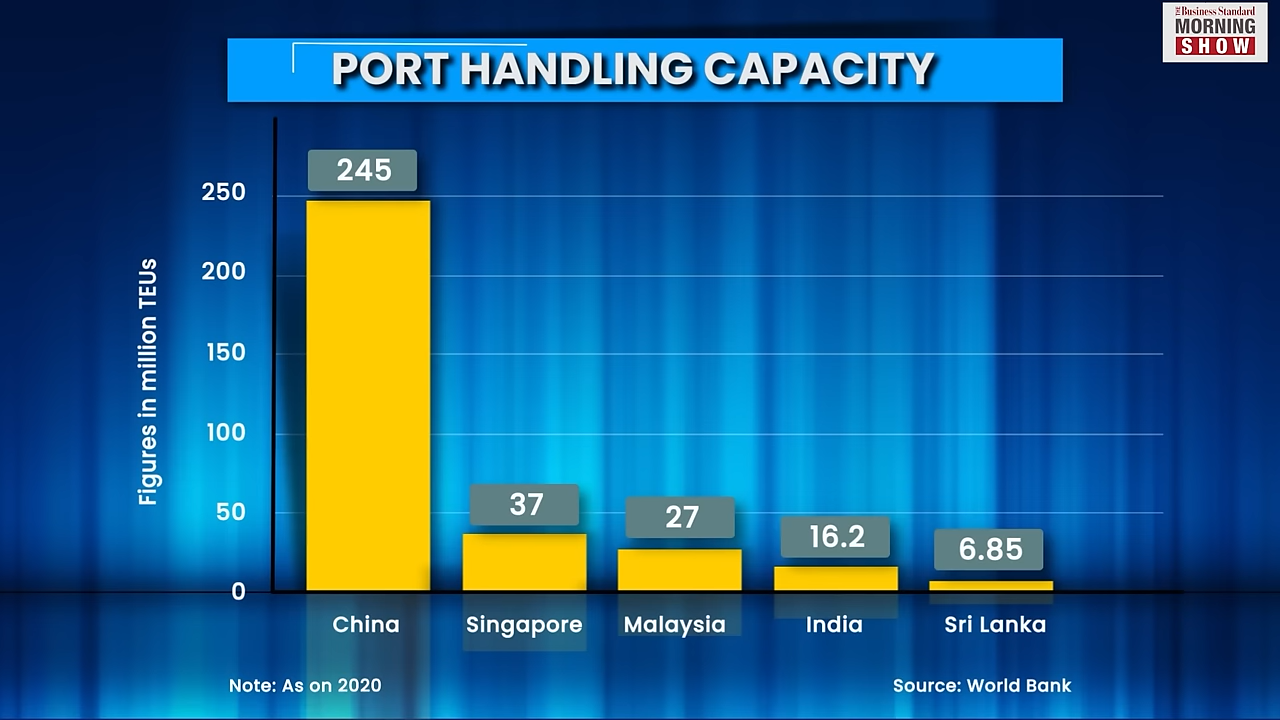 THE Business Standard
MORNING
SHOW
PORT HANDLING CAPACITY
Figures in million TEUs
250
200
150
100
50
0
245
37
27
16.2
6.85
China
Singapore
Malaysia
India
Sri Lanka
Note: As on 2020
Source: World Bank